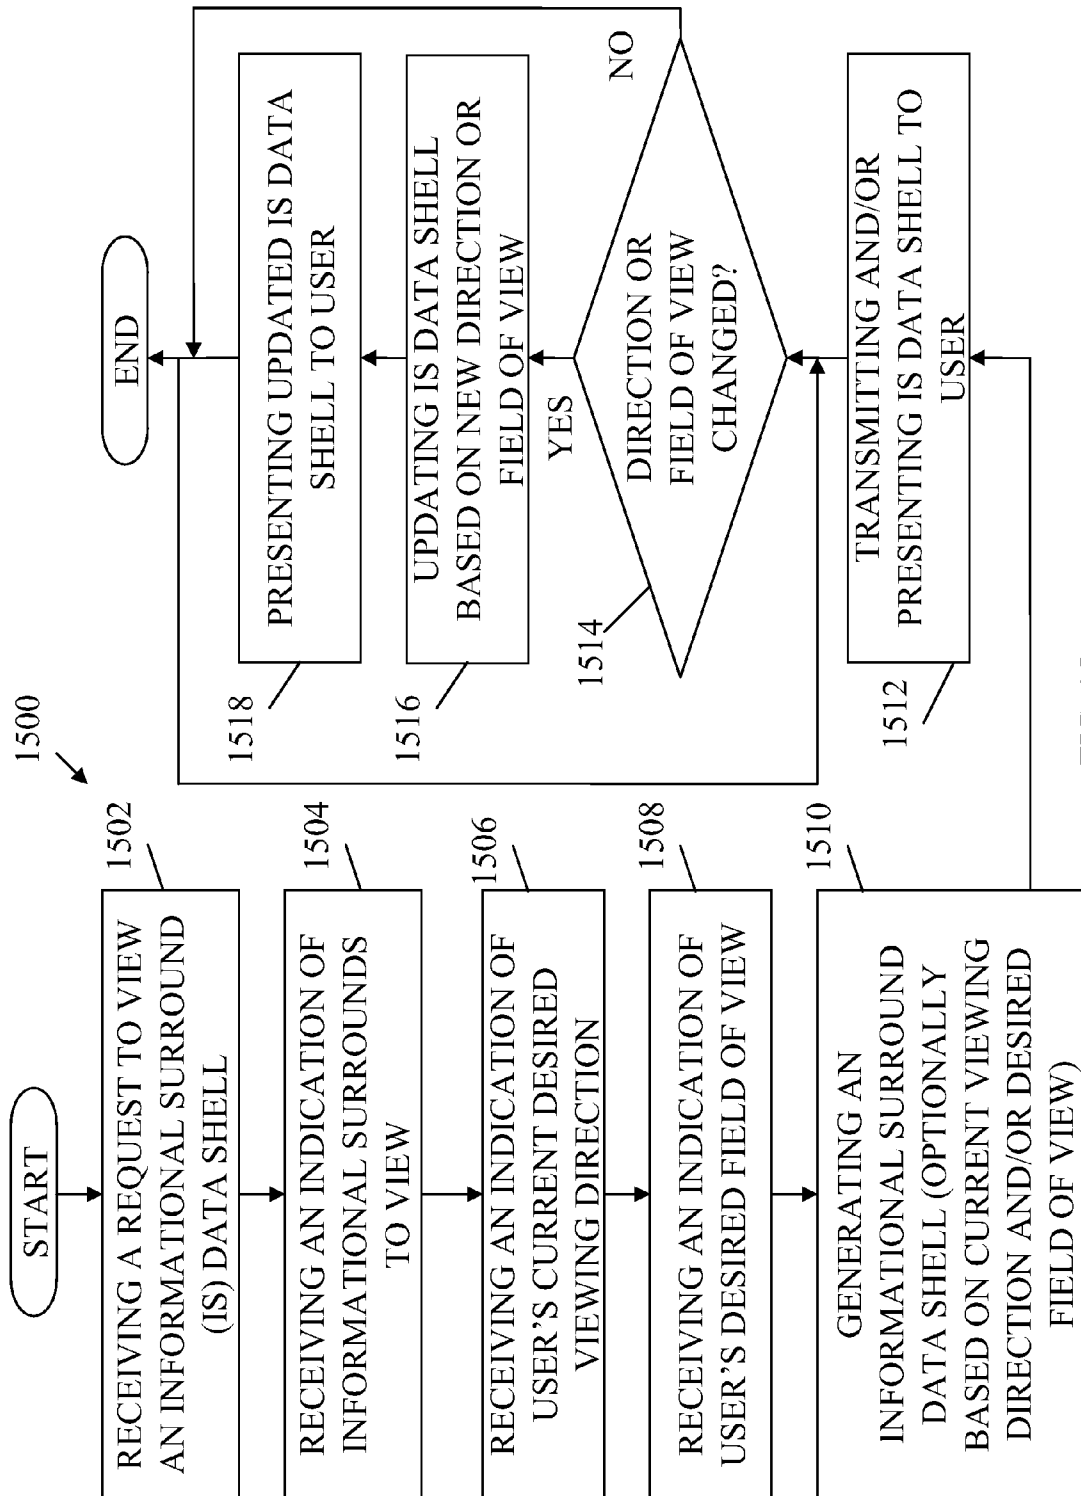 1500
START
RECEIVING A REQUEST TO VIEW
AN INFORMATIONAL SURROUND
(IS) DATA SHELL
1502
RECEIVING AN INDICATION OF
INFORMATIONAL SURROUNDS
TO VIEW
1504
RECEIVING AN INDICATION OF
USER'S CURRENT DESIRED
VIEWING DIRECTION
1506
RECEIVING AN INDICATION OF
USER'S DESIRED FIELD OF VIEW
1508
GENERATING AN
INFORMATIONAL SURROUND
DATA SHELL (OPTIONALLY
BASED ON CURRENT VIEWING
DIRECTION AND/OR DESIRED
FIELD OF VIEW)
1510
END
PRESENTING UPDATED IS DATA
SHELL TO USER
1518
UPDATING IS DATA SHELL
BASED ON NEW DIRECTION OR
FIELD OF VIEW
1516
YES
NO
DIRECTION OR
FIELD OF VIEW
CHANGED?
1514
TRANSMITTING AND/OR
PRESENTING IS DATA SHELL TO
USER
1512